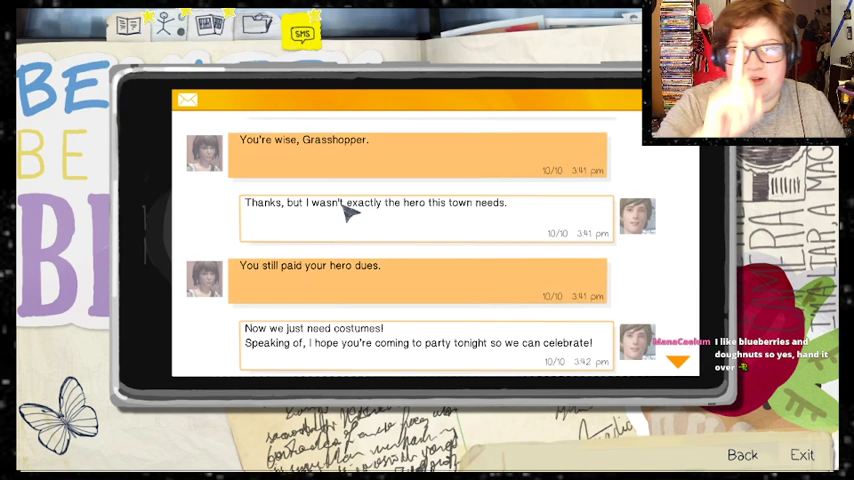 SMS
BE
BE
B
You're wise, Grasshopper.
10/10 3:41 pm
Thanks, but I wasn't exactly the hero this town needs.
10/10 3:41 pm
You still paid your hero dues.
10/10 3:41 pm
Now we just need costumes!
Speaking of, I hope you're coming to party tonight so we can celebrate!
10/10 3:42 pm
ManaCoolum I like blueberries and
doughnuts so yes, hand it
over
Back Exit